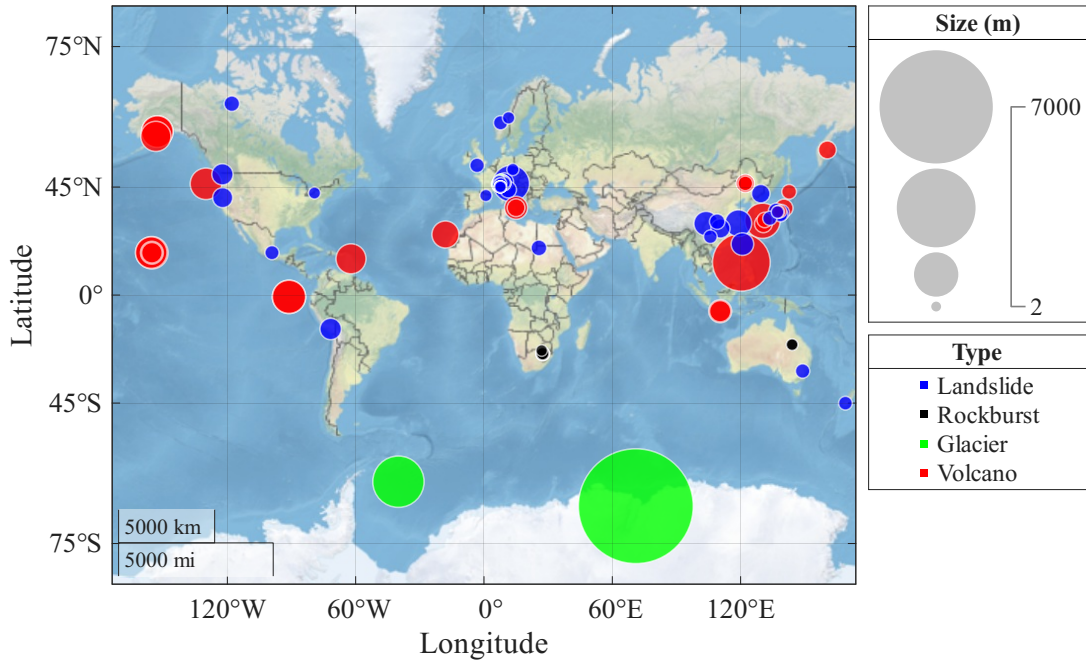 75°N
45°N
0°
45°S
75°S
Latitude
5000 km
5000 mi
120°W
60°W
0°
60°E
120°E
Longitude
Size (m)
7000
2
Type
Landslide
Rockburst
Glacier
Volcano